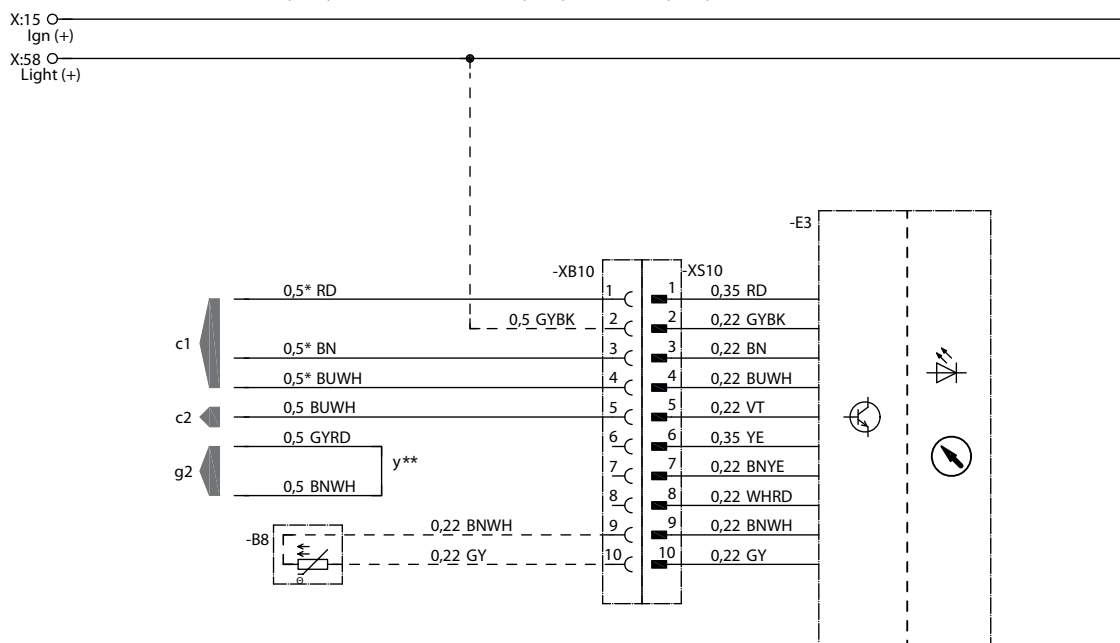 X:15
Ign (+)
X:58
Light (+)
-E3
-XB10
-XS10
0,5* RD
1
1
0,35 RD
0,5 GYBK
2
2
0,22 GYBK
c1
0,5* BN
3
3
0,22 BN
0,5* BUWH
4
4
0,22 BUWH
c2
0,5 BUWH
5
5
0,22 VT
0,5 GYRD
6
6
0,35 YE
g2
y**
7
7
0,22 BNYE
0,5 BNWH
8
8
0,22 WHRD
-B8
0,22 BNWH
9
9
0,22 BNWH
0,22 GY
10
10
0,22 GY
Θ